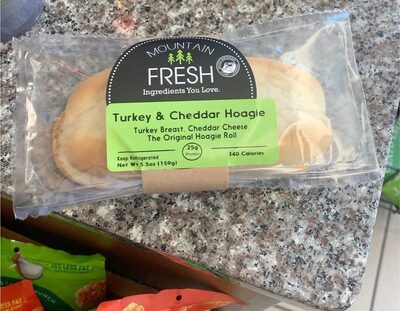 MOUNTAIN
FRESH
Ingredients You Love.
Turkey & Cheddar Hoagie
Turkey Breast, Cheddar Cheese
The Original Hoagie Roll
Keep Refrigerated
Net Wt 5.5oz (159g)
25g
Protein
340 Calories
LESS FAT